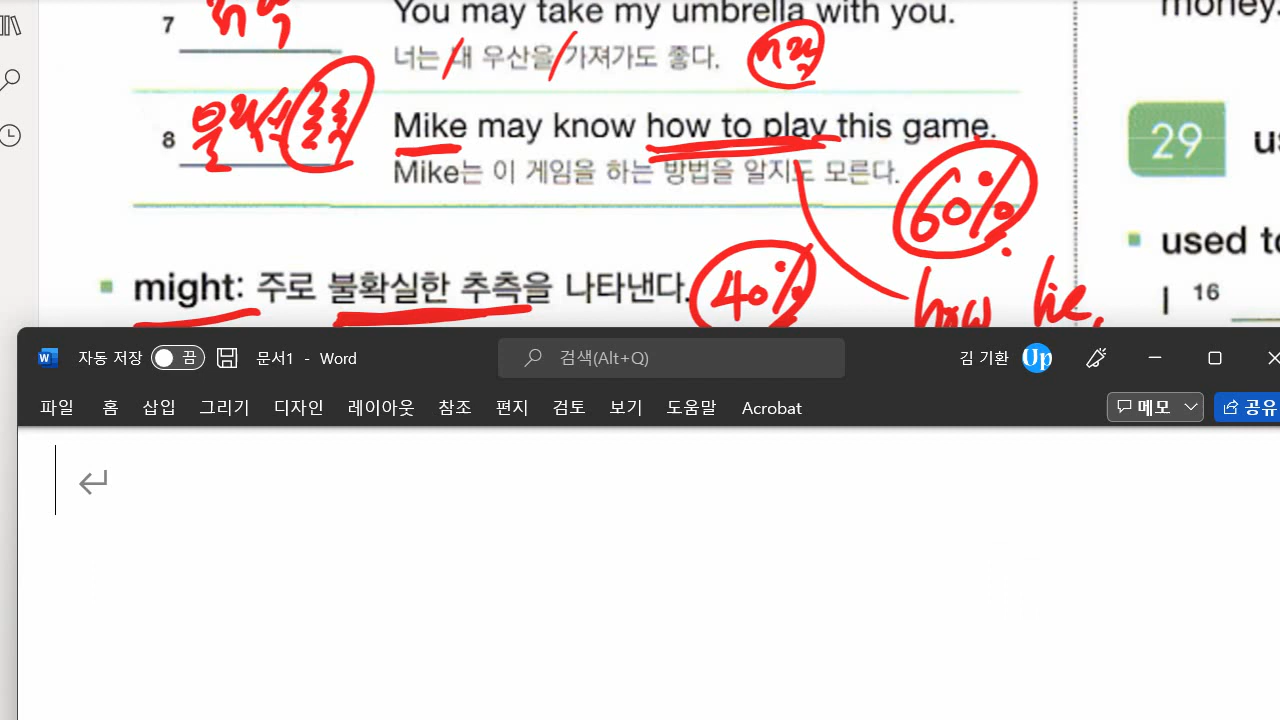 money.
7 You may take my umbrella with you.
너는 내 우산을 가져가도 좋다.
8 Mike may know how to play this game.
Mike는 이 게임을 하는 방법을 알지도 모른다.
60%
29 us
might: 주로 불확실한 추측을 나타낸다.
40%
used to
how
I 16
자동 저장 끔 문서1 - Word 검색(Alt+Q) 김 기환 Up
파일 홈 삽입 그리기 디자인 레이아웃 참조 편지 검토 보기 도움말 Acrobat 메모 공유